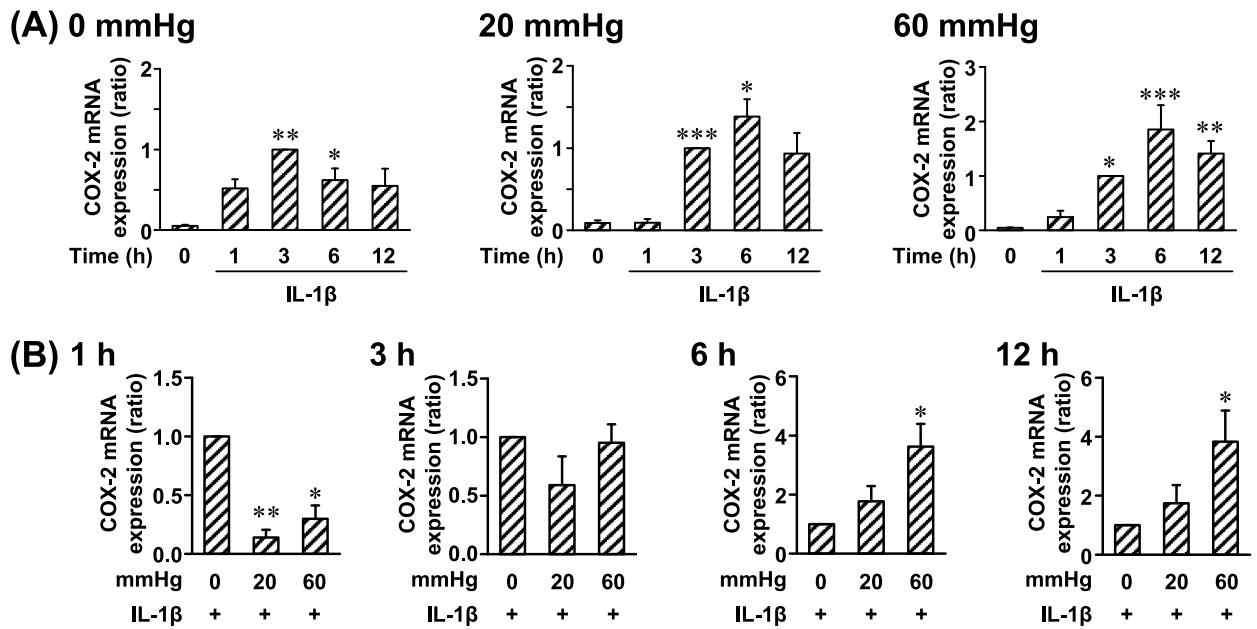 (A) 0 mmHg 20 mmHg 60 mmHg
COX-2 mRNA
expression (ratio)
2
1
0
**
*
Time (h) 0 1 3 6 12
IL-1β
COX-2 mRNA
expression (ratio)
2
1
0
***
*
Time (h) 0 1 3 6 12
IL-1β
COX-2 mRNA
expression (ratio)
3
2
1
0
*
***
**
Time (h) 0 1 3 6 12
IL-1β
(B) 1 h 3 h 6 h 12 h
COX-2 mRNA
expression (ratio)
1.5
1.0
0.5
0.0
**
*
mmHg 0 20 60
IL-1β + + +
COX-2 mRNA
expression (ratio)
1.5
1.0
0.5
0.0
mmHg 0 20 60
IL-1β + + +
COX-2 mRNA
expression (ratio)
6
4
2
0
*
mmHg 0 20 60
IL-1β + + +
COX-2 mRNA
expression (ratio)
6
4
2
0
*
mmHg 0 20 60
IL-1β + + +